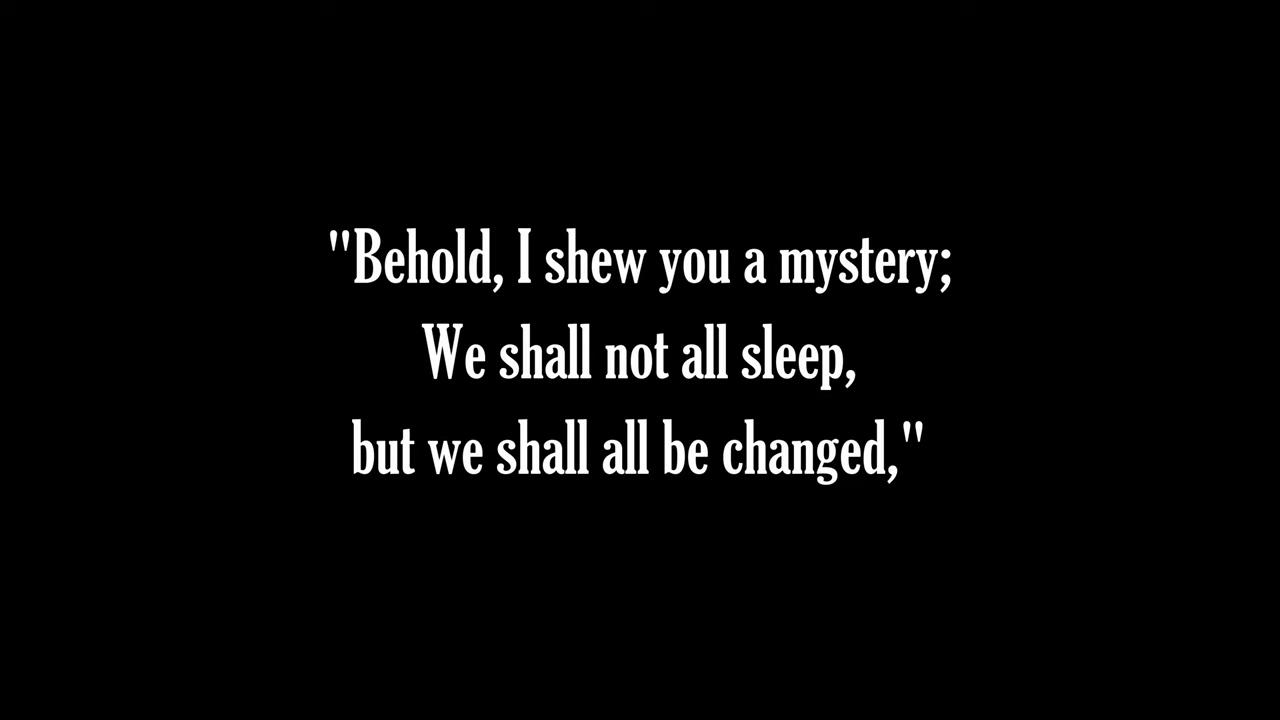 "Behold, I shew you a mystery;
We shall not all sleep,
but we shall all be changed,"